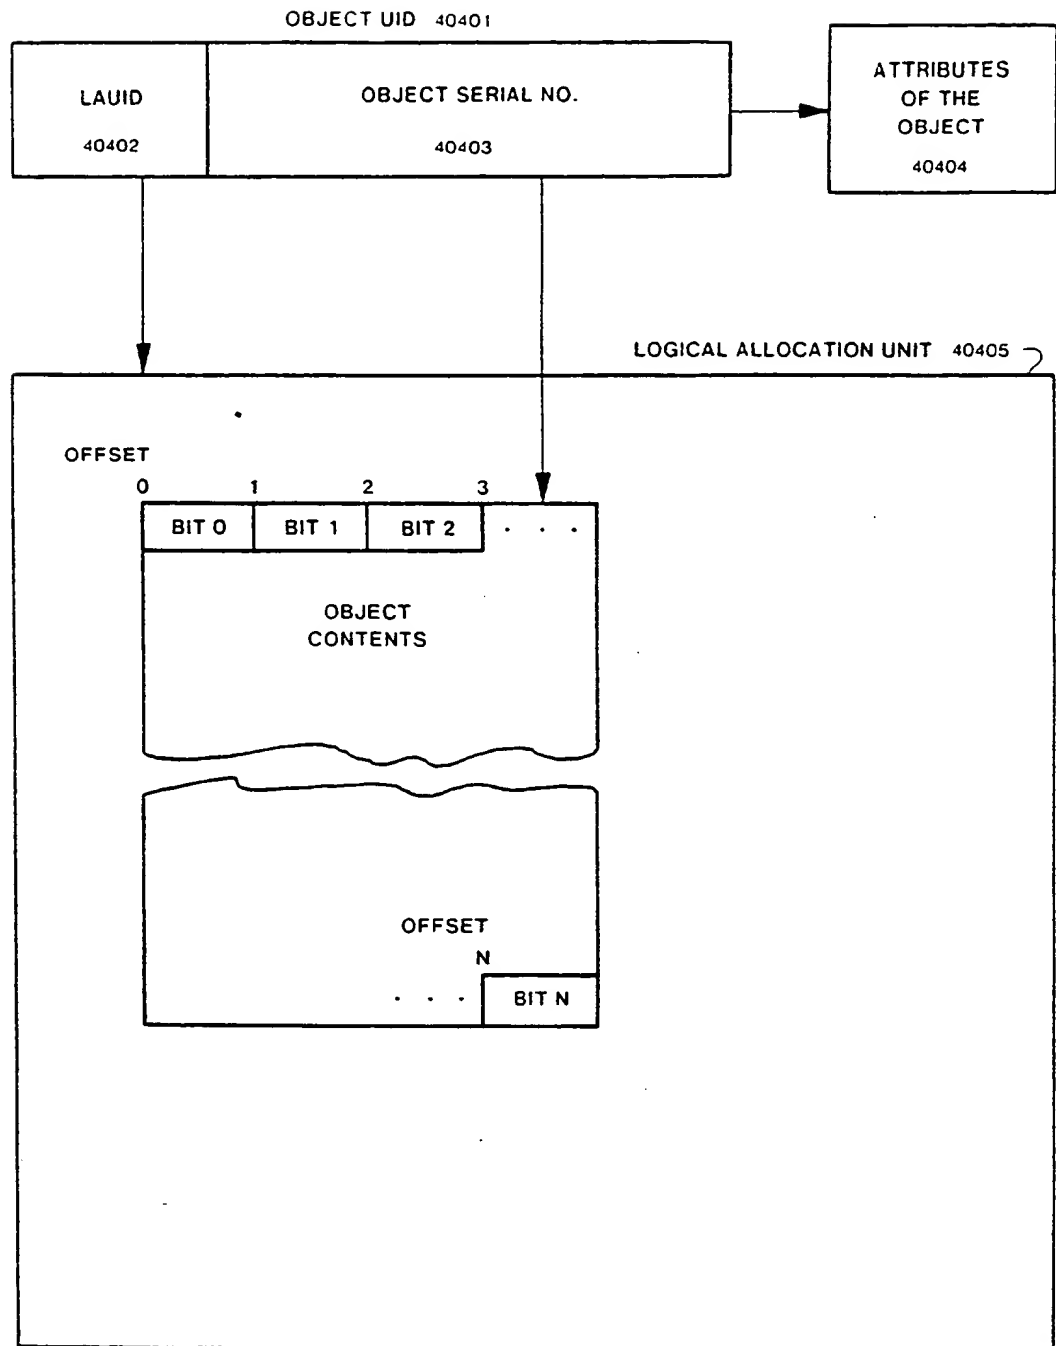 OBJECT UID 40401
LAUID
40402
OBJECT SERIAL NO.
40403
ATTRIBUTES
OF THE
OBJECT
40404
LOGICAL ALLOCATION UNIT 40405
OFFSET
0 1 2 3
BIT 0 BIT 1 BIT 2 . . .
OBJECT
CONTENTS
OFFSET
N
. . . BIT N